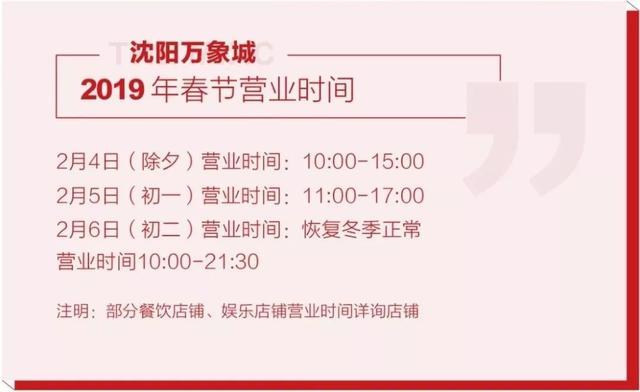 沈阳万象城
2019 年春节营业时间
2月4日（除夕）营业时间：10:00-15:00
2月5日（初一）营业时间：11:00-17:00
2月6日（初二）营业时间：恢复冬季正常
营业时间10:00-21:30
注明：部分餐饮店铺、娱乐店铺营业时间详询店铺